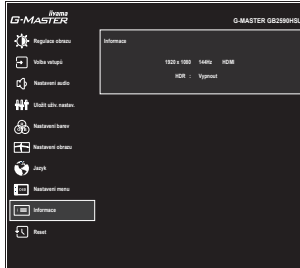 iiyama
G-MASTER
G-MASTER GB2590HSU
Regulace obrazu
Volba vstupů
Nastavení audio
Uložit uživ. nastav.
Nastavení barev
Nastavení obrazu
Jazyk
OSD
Nastavení menu
Informace
Reset
Informace
1920 x 1080 144Hz HDMI
HDR : Vypnout